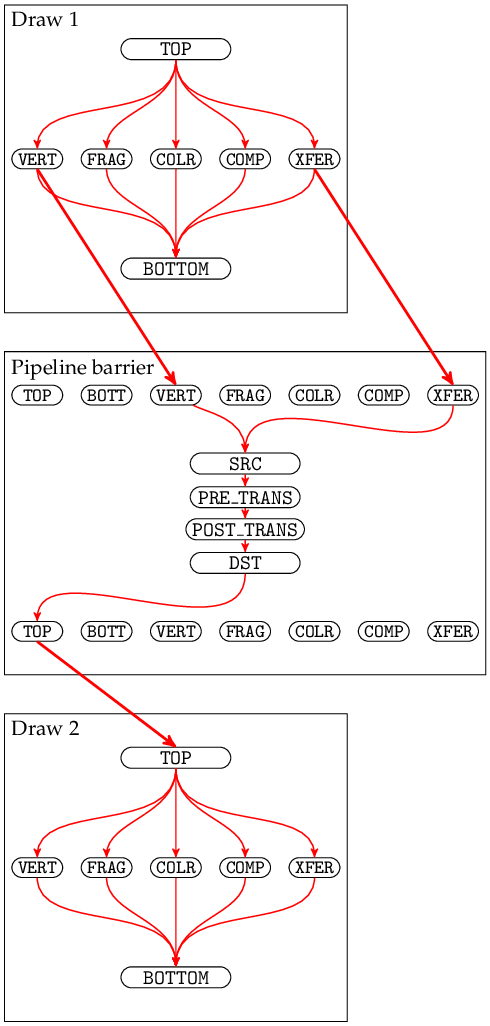 Draw 1
TOP
VERT FRAG COLR COMP XFER
BOTTOM
Pipeline barrier
TOP BOTT VERT FRAG COLR COMP XFER
SRC
PRE_TRANS
POST_TRANS
DST
TOP BOTT VERT FRAG COLR COMP XFER
Draw 2
TOP
VERT FRAG COLR COMP XFER
BOTTOM